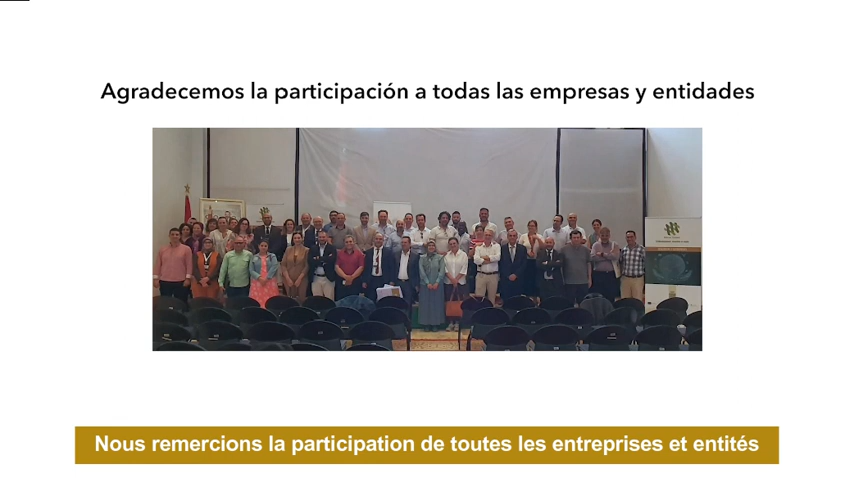 Agradecemos la participación a todas las empresas y entidades
Nous remercions la participation de toutes les entreprises et entités